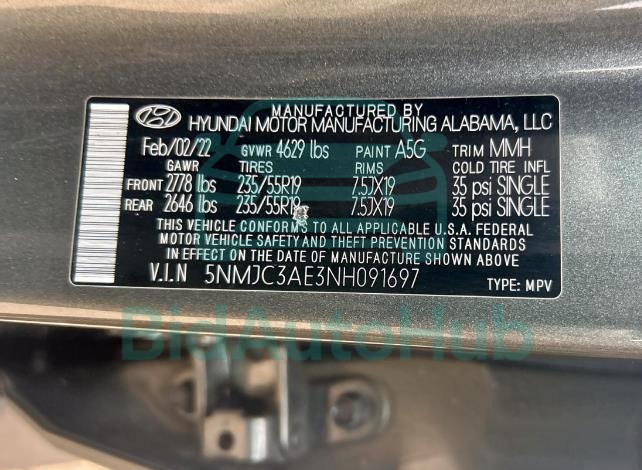 MANUFACTURED BY
HYUNDAI MOTOR MANUFACTURING ALABAMA, LLC
Feb/02/22 GVWR 4629 lbs PAINT A5G TRIM MMH
GAWR TIRES RIMS COLD TIRE INFL
FRONT 2778 lbs 235/55R19 7.5JX19 35 psi SINGLE
REAR 2646 lbs 235/55R19 7.5JX19 35 psi SINGLE
THIS VEHICLE CONFORMS TO ALL APPLICABLE U.S.A. FEDERAL
MOTOR VEHICLE SAFETY AND THEFT PREVENTION STANDARDS
IN EFFECT ON THE DATE OF MANUFACTURE SHOWN ABOVE
V.I.N 5NMJC3AE3NH091697 TYPE: MPV
BidAutoHub